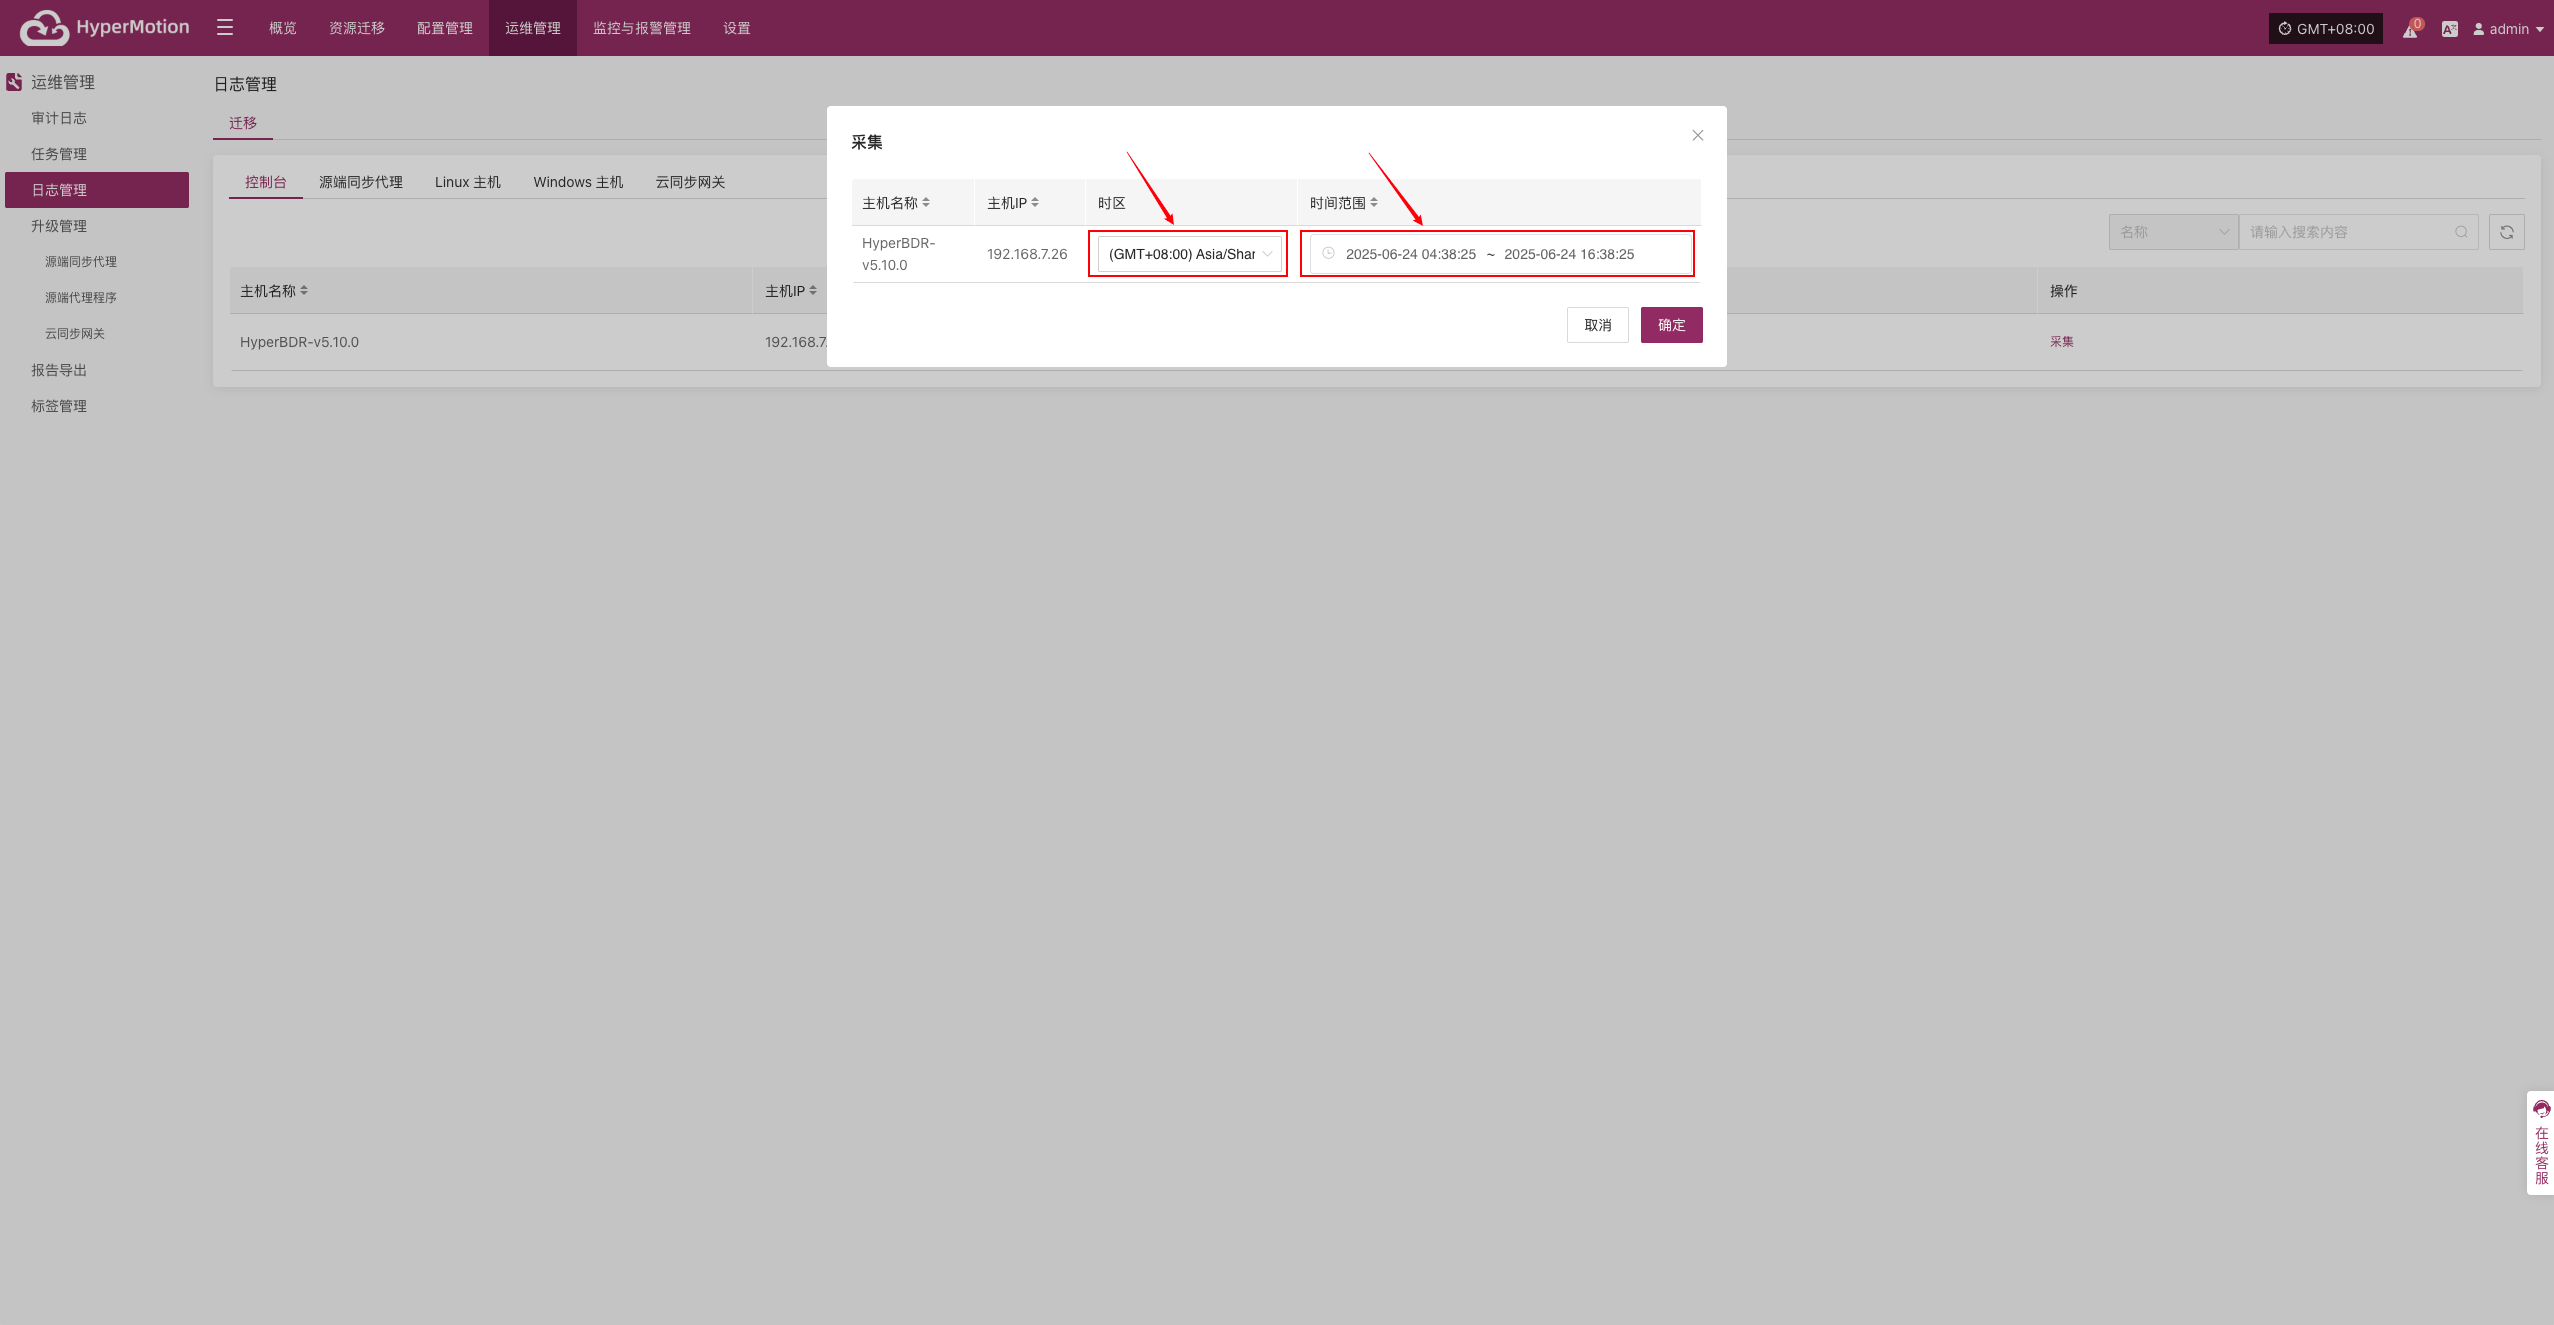 HyperMotion
概览
资源迁移
配置管理
运维管理
监控与报警管理
设置
GMT+08:00
0
admin
运维管理
审计日志
任务管理
日志管理
升级管理
源端同步代理
源端代理程序
云同步网关
报告导出
标签管理
日志管理
迁移
控制台
源端同步代理
Linux 主机
Windows 主机
云同步网关
名称
请输入搜索内容
主机名称
主机IP
操作
HyperBDR-v5.10.0
192.168.7.
采集
采集
主机名称
主机IP
时区
时间范围
HyperBDR-
v5.10.0
192.168.7.26
(GMT+08:00) Asia/Shar
2025-06-24 04:38:25 ~ 2025-06-24 16:38:25
取消
确定
在线客服